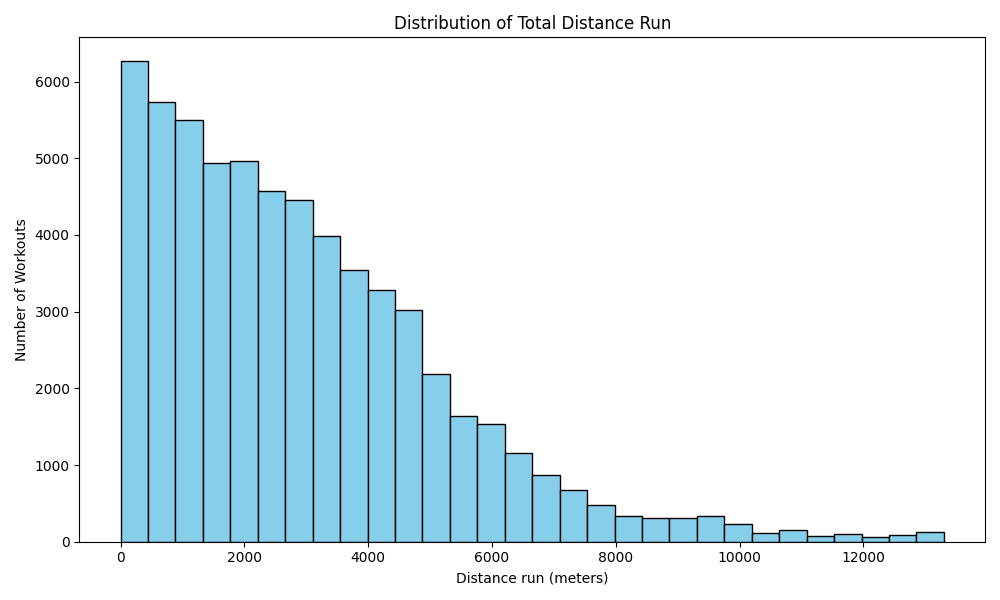 Distribution of Total Distance Run
6000
5000
4000
3000
2000
1000
0
Number of Workouts
0 2000 4000 6000 8000 10000 12000
Distance run (meters)